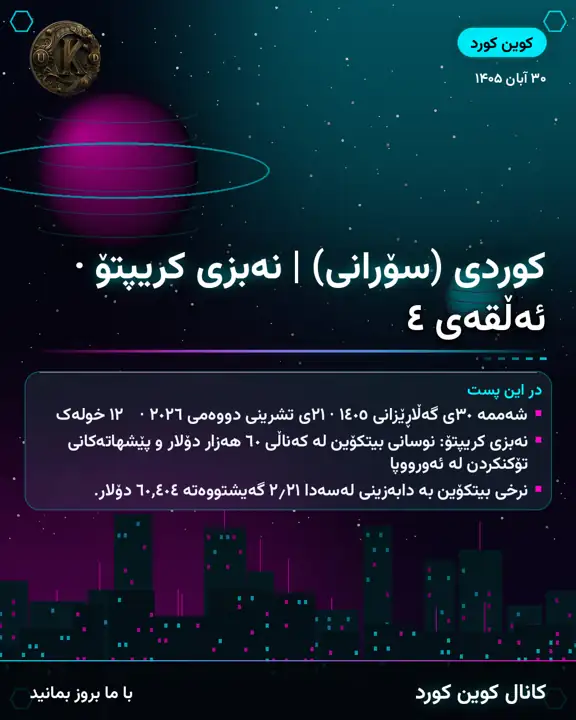 کوین کورد
۳۰ آبان ۱۴۰۵
کوردی (سۆرانی) | نەبزی کریپتۆ ·
ئەڵقەی ٤
در این پست
شەممە ٣٠ی گەڵاڕێزانی ١٤٠٥ · ٢١ی تشرینی دووەمی ٢٠٢٦ · ١٢ خولەک
نەبزی کریپتۆ: نوسانی بیتکۆین لە کەناڵی ٦٠ هەزار دۆلار و پێشهاتەکانی
تۆکنکردن لە ئەورووپا
نرخی بیتکۆین بە دابەزینی لەسەدا ٢٫٢١ گەیشتووەتە ٦٠,٤٠٤ دۆلار.
کانال کوین کورد
با ما بروز بمانید